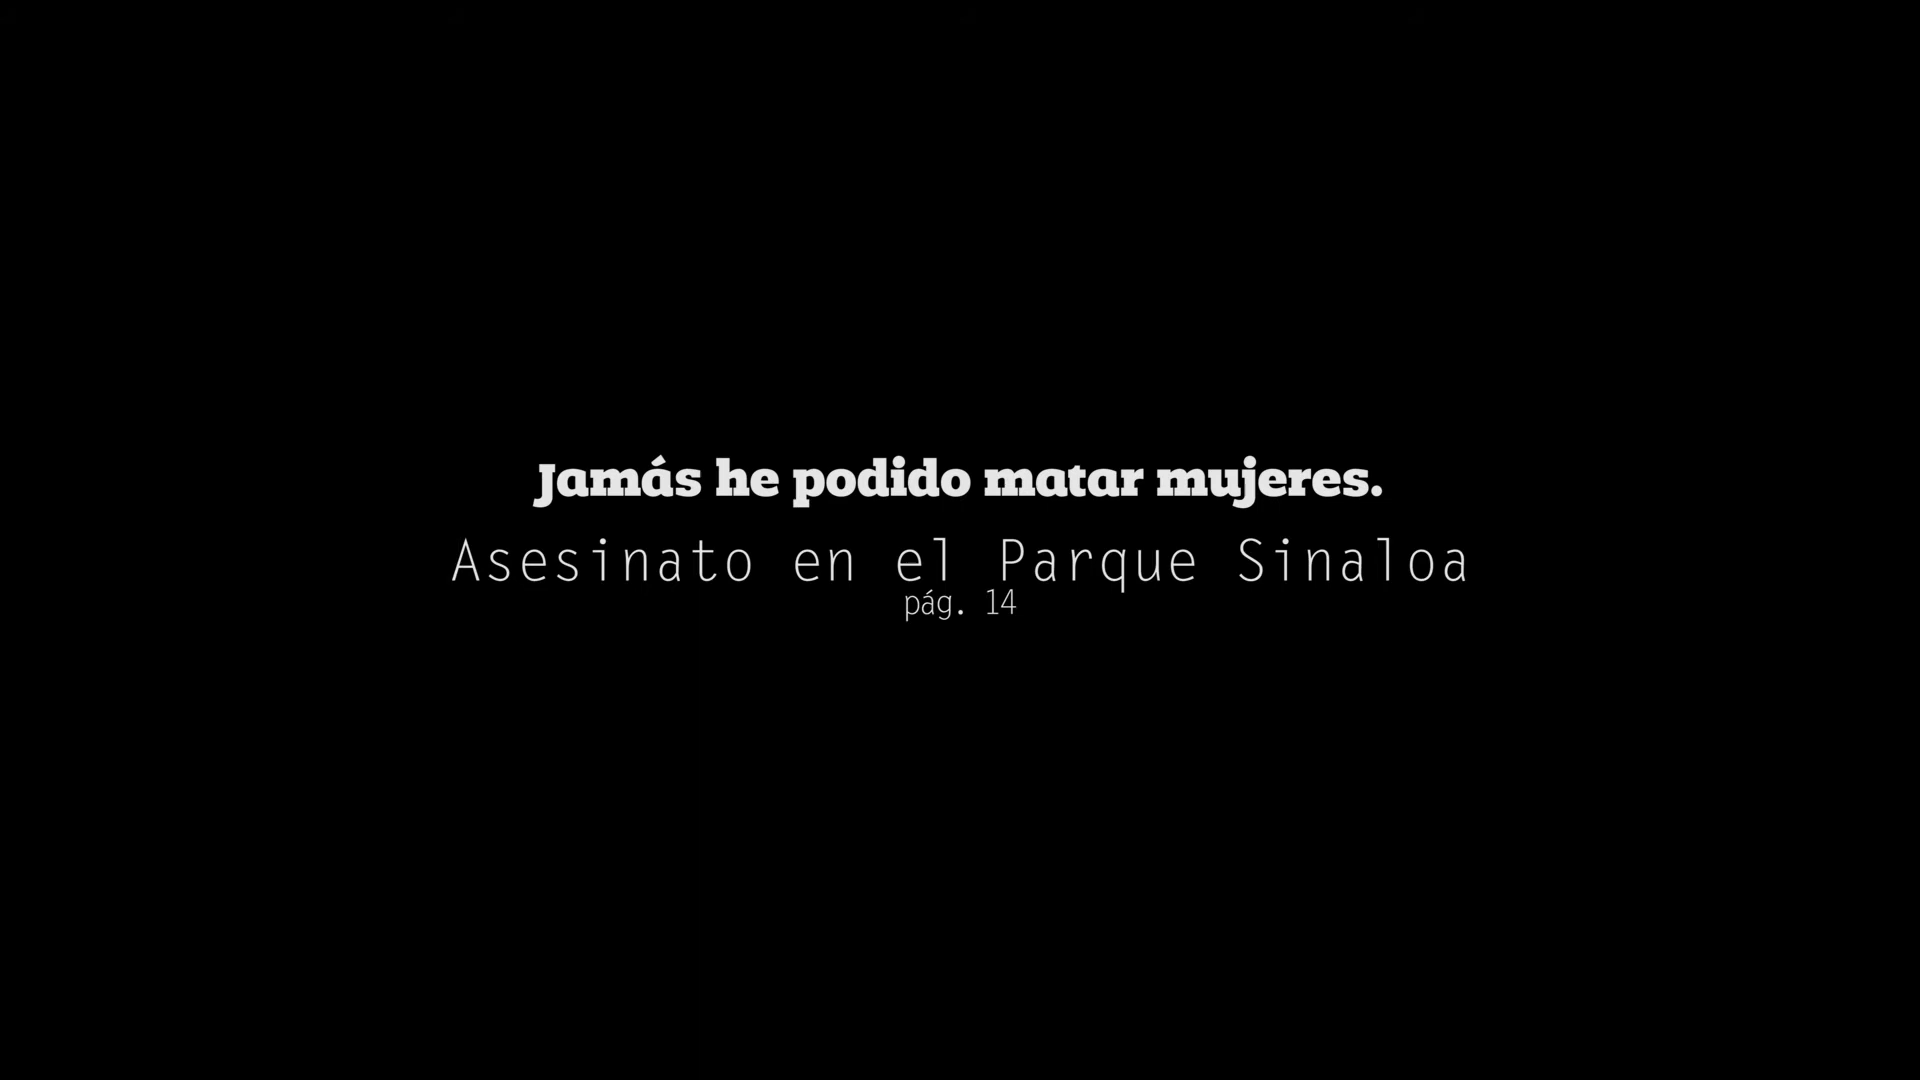 Jamás he podido matar mujeres.
Asesinato en el Parque Sinaloa
pág. 14